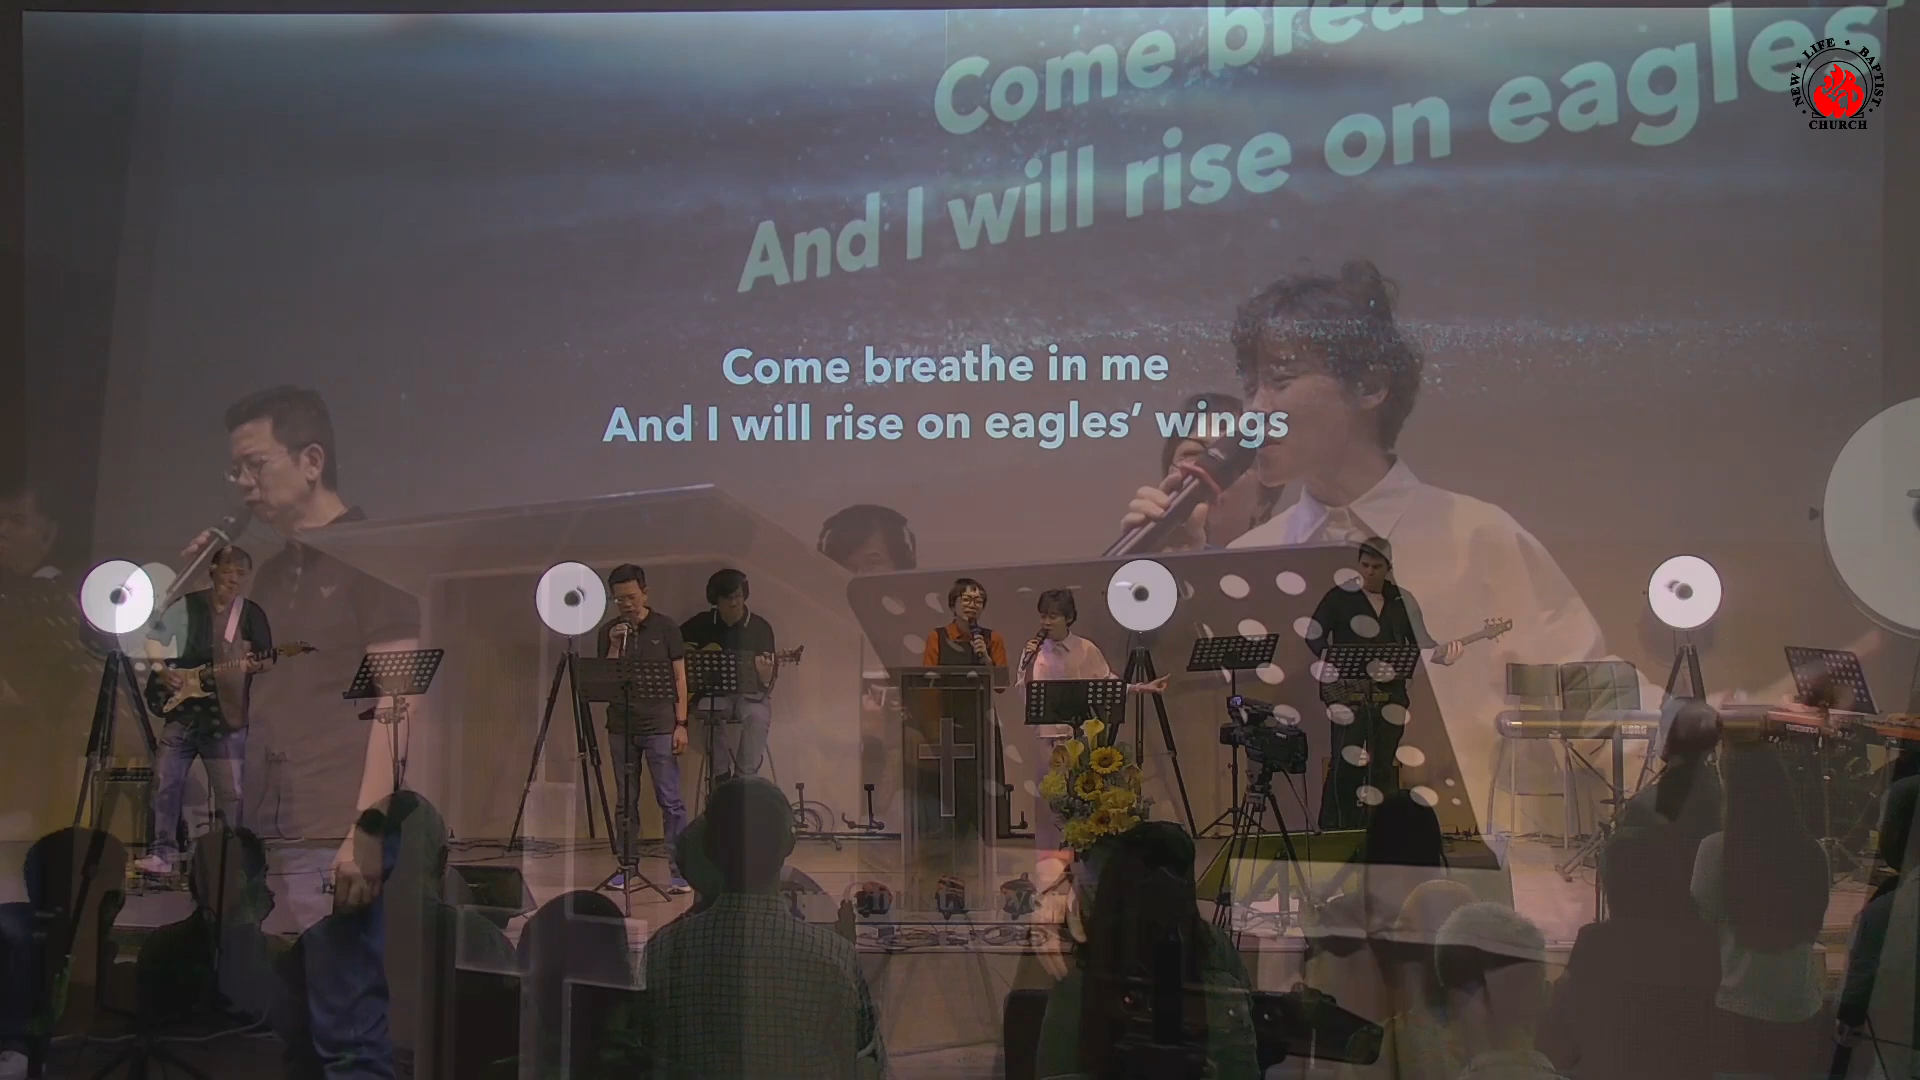 Come brea
And I will rise on eagles'
NEW LIFE BAPTIST CHURCH
Come breathe in me
And I will rise on eagles' wings
KORG